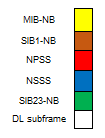 MIB-NB
SIB1-NB
NPSS
NSSS
SIB23-NB
DL subframe